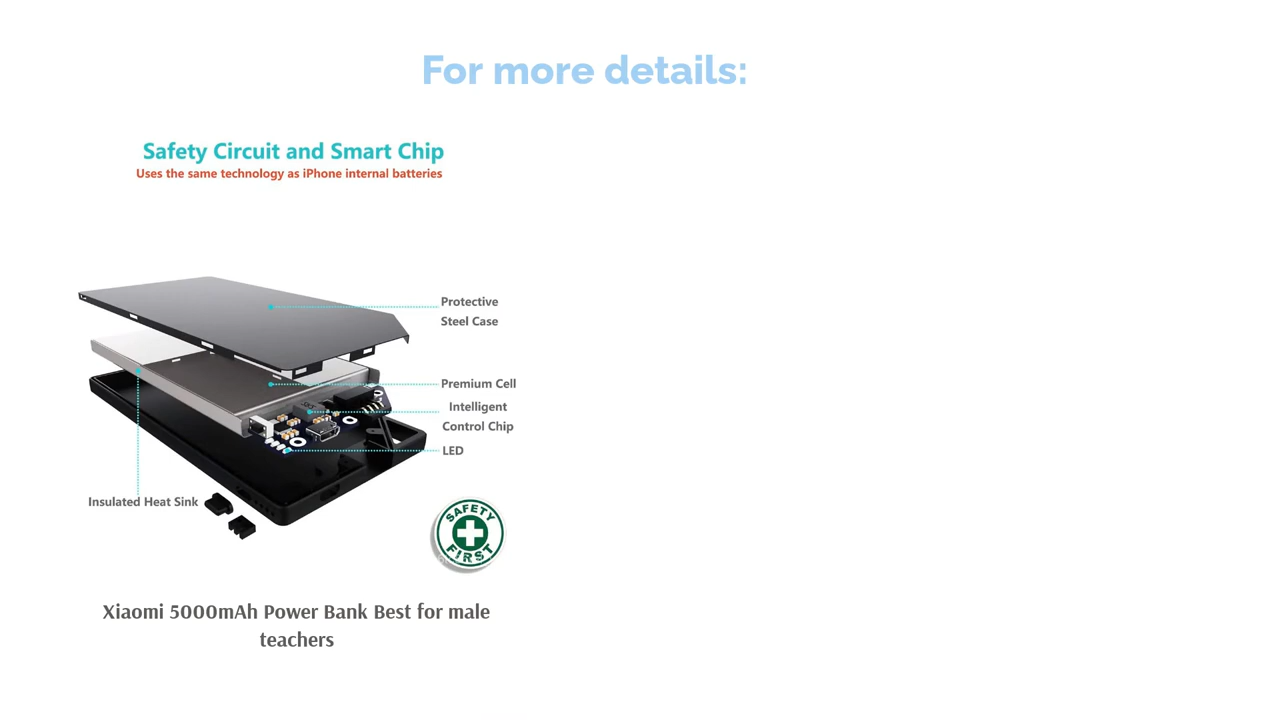 For more details:
Safety Circuit and Smart Chip
Uses the same technology as iPhone internal batteries
Protective
Steel Case
Premium Cell
Intelligent
Control Chip
LED
Insulated Heat Sink
SAFETY
FIRST
Xiaomi 5000mAh Power Bank Best for male
teachers